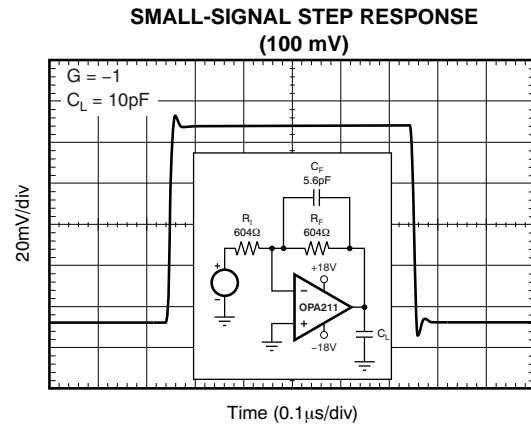 SMALL-SIGNAL STEP RESPONSE
(100 mV)
G = −1
C_L = 10pF
20mV/div
C_F
5.6pF
R_I
604Ω
R_F
604Ω
+18V
+
−
−
OPA211
+
−18V
C_L
Time (0.1μs/div)